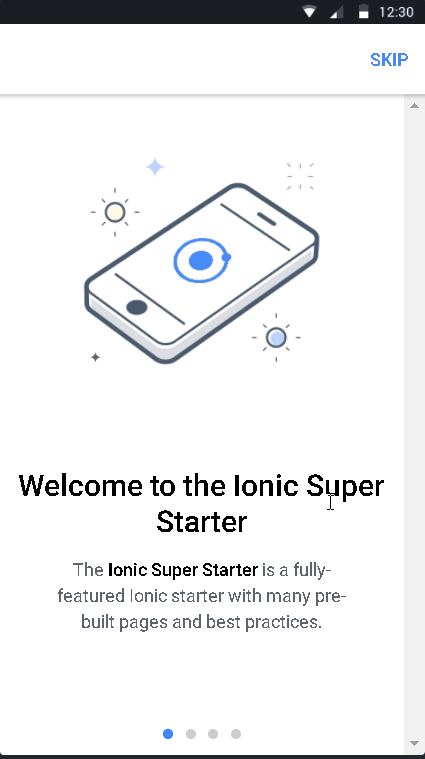 12:30
SKIP
Welcome to the Ionic Super
Starter
The Ionic Super Starter is a fully-
featured Ionic starter with many pre-
built pages and best practices.